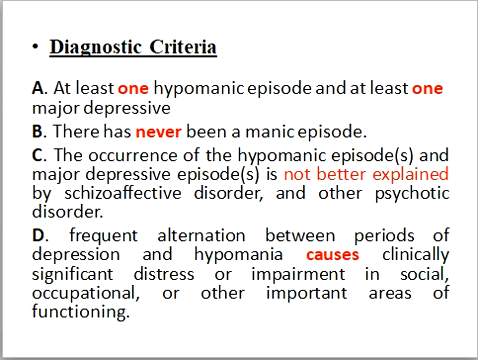 • Diagnostic Criteria
A. At least one hypomanic episode and at least one
major depressive
B. There has never been a manic episode.
C. The occurrence of the hypomanic episode(s) and
major depressive episode(s) is not better explained
by schizoaffective disorder, and other psychotic
disorder.
D. frequent alternation between periods of
depression and hypomania causes clinically
significant distress or impairment in social,
occupational, or other important areas of
functioning.